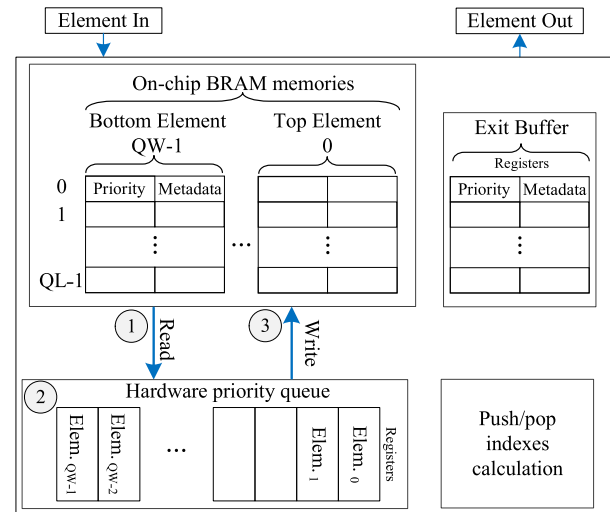 Element In
Element Out
On-chip BRAM memories
Bottom Element
QW-1
Top Element
0
Exit Buffer
Registers
0
Priority
Metadata
Priority
Metadata
1
⋮
...
⋮
⋮
QL-1
1
Read
3
Write
2
Hardware priority queue
Elem. QW-1
Elem. QW-2
...
Elem. 1
Elem. 0
Registers
Push/pop
indexes
calculation